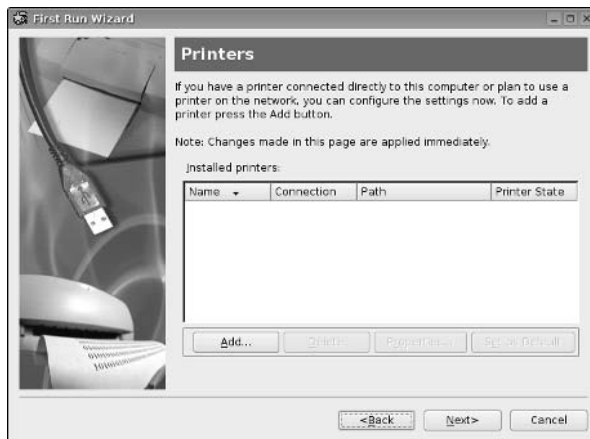 First Run Wizard
Printers
If you have a printer connected directly to this computer or plan to use a
printer on the network, you can configure the settings now. To add a
printer press the Add button.
Note: Changes made in this page are applied immediately.
Installed printers:
Name Connection Path Printer State
Add... Delete Properties... Set as Default
<Back Next> Cancel